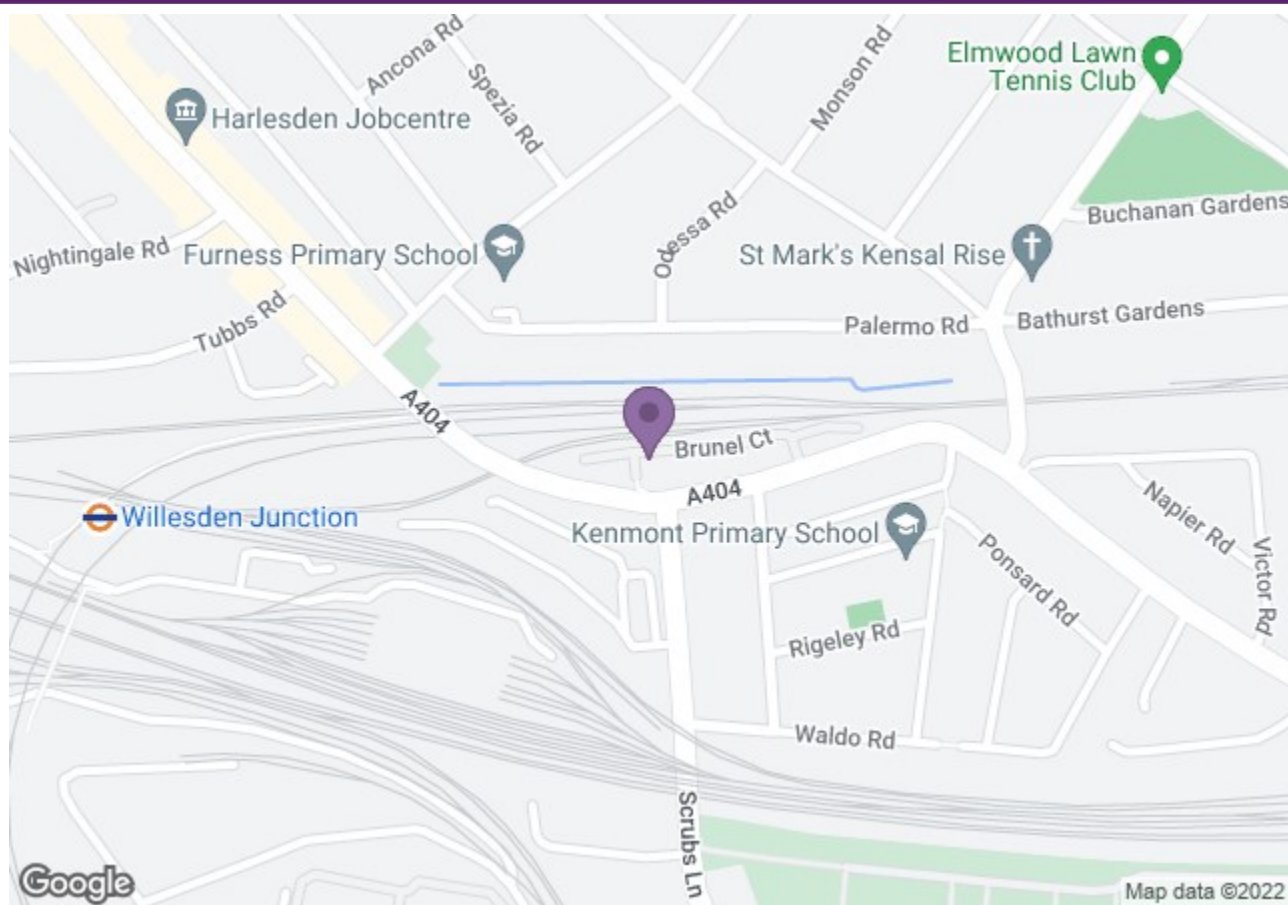 Ancona Rd
Spezia Rd
Monson Rd
Elmwood Lawn
Tennis Club
Harlesden Jobcentre
Buchanan Gardens
Nightingale Rd
Furness Primary School
Odessa Rd
St Mark's Kensal Rise
Tubbs Rd
Palermo Rd
Bathurst Gardens
A404
Brunel Ct
A404
Willesden Junction
Kenmont Primary School
Napier Rd
Ponsard Rd
Victor Rd
Rigeley Rd
Waldo Rd
Scrubs Ln
Google
Map data ©2022